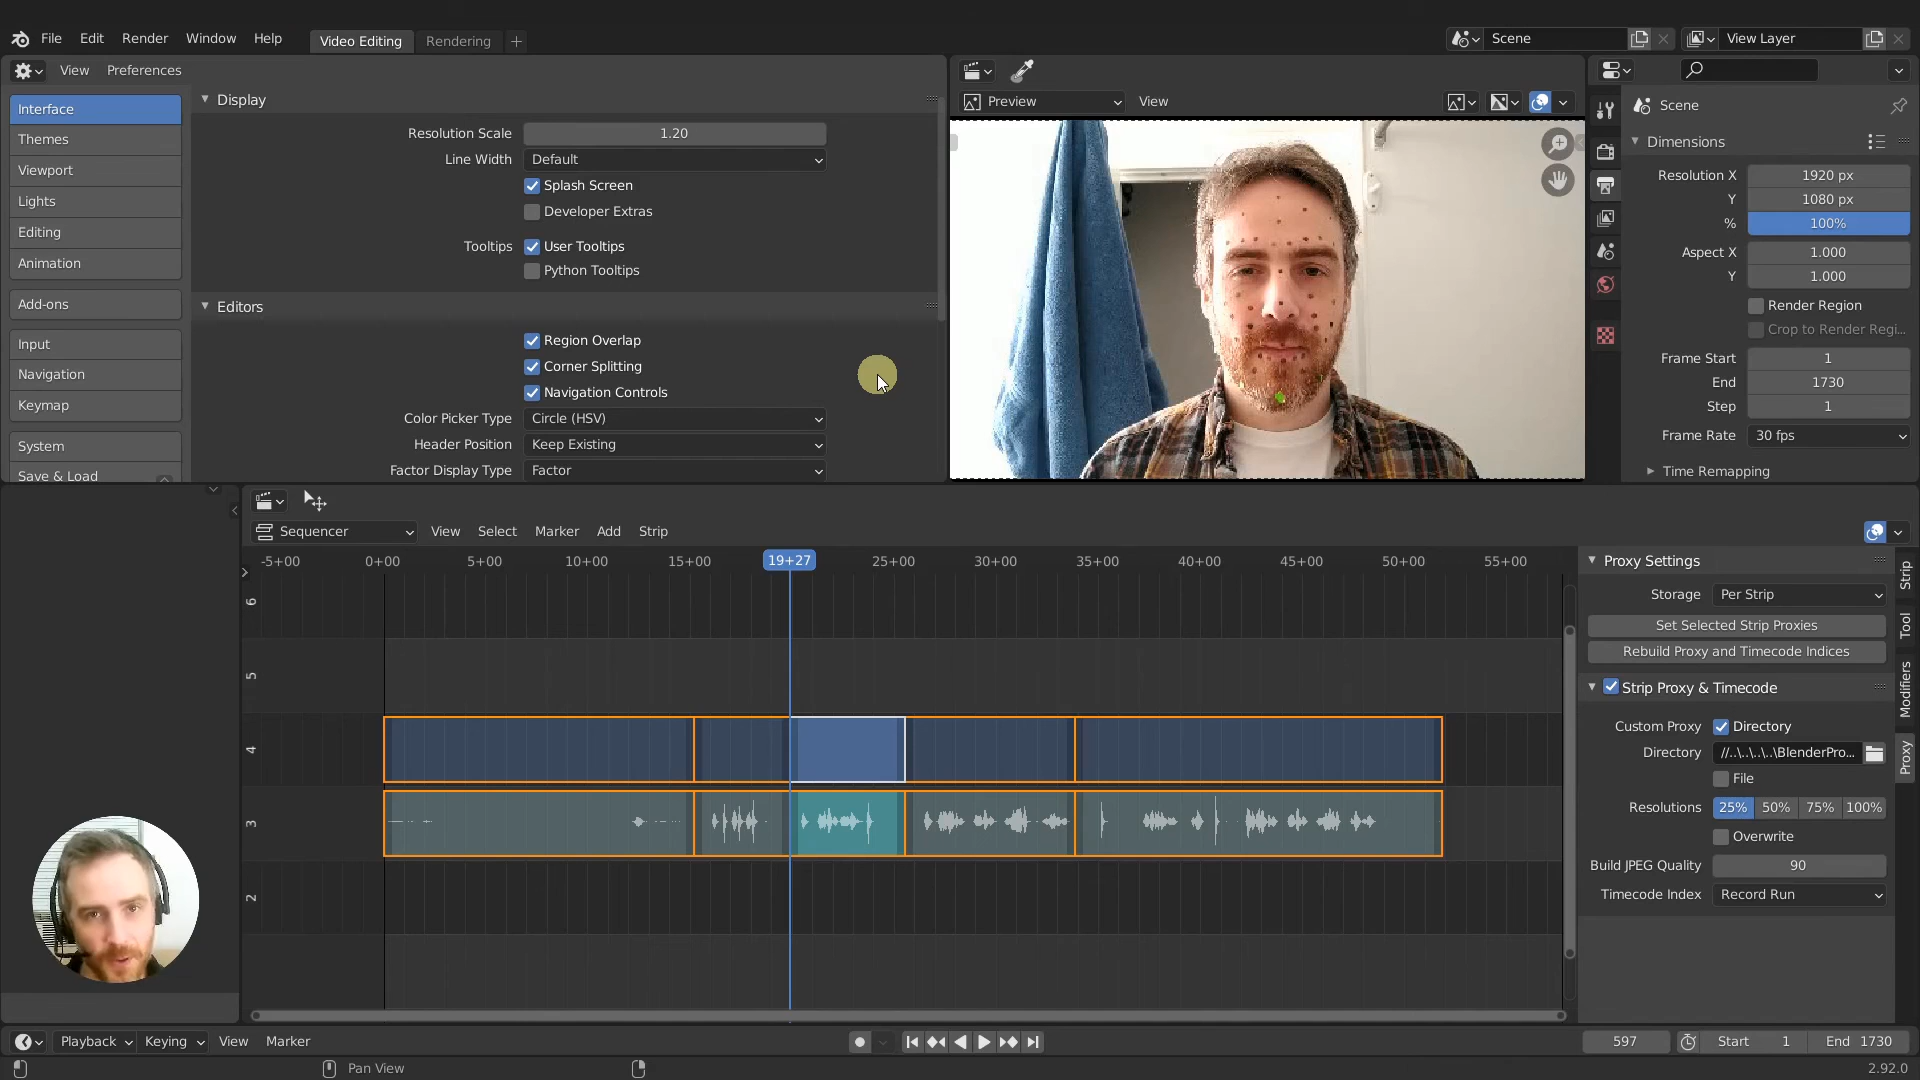 File Edit Render Window Help Video Editing Rendering + Scene View Layer
View Preferences
Interface
Themes
Viewport
Lights
Editing
Animation
Add-ons
Input
Navigation
Keymap
System
Save & Load
Display
Resolution Scale 1.20
Line Width Default
Splash Screen
Developer Extras
Tooltips User Tooltips
Python Tooltips
Editors
Region Overlap
Corner Splitting
Navigation Controls
Color Picker Type Circle (HSV)
Header Position Keep Existing
Factor Display Type Factor
Preview View
Scene
Dimensions
Resolution X 1920 px
Y 1080 px
% 100%
Aspect X 1.000
Y 1.000
Render Region
Crop to Render Regi...
Frame Start 1
End 1730
Step 1
Frame Rate 30 fps
Time Remapping
Sequencer View Select Marker Add Strip
-5+00 0+00 5+00 10+00 15+00 19+27 25+00 30+00 35+00 40+00 45+00 50+00 55+00
6
5
4
3
2
Proxy Settings
Storage Per Strip
Set Selected Strip Proxies
Rebuild Proxy and Timecode Indices
Strip Proxy & Timecode
Custom Proxy Directory
Directory //..\..\..\..\BlenderPro...
File
Resolutions 25% 50% 75% 100%
Overwrite
Build JPEG Quality 90
Timecode Index Record Run
Strip
Tool
Modifiers
Proxy
Playback Keying View Marker 597 Start 1 End 1730
Pan View 2.92.0